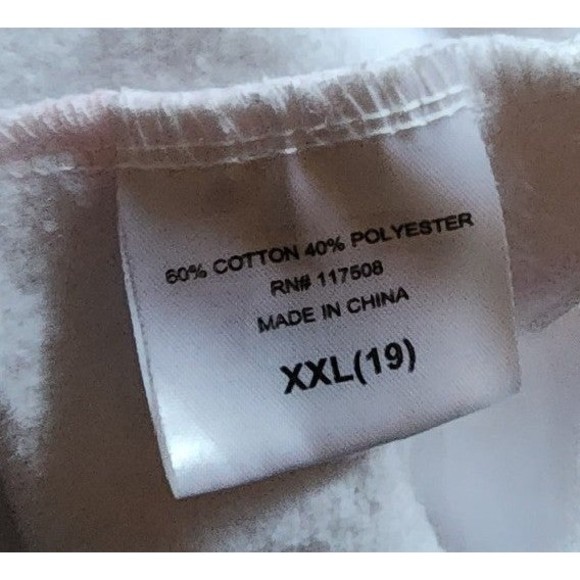 60% COTTON 40% POLYESTER
RN# 117508
MADE IN CHINA
XXL(19)